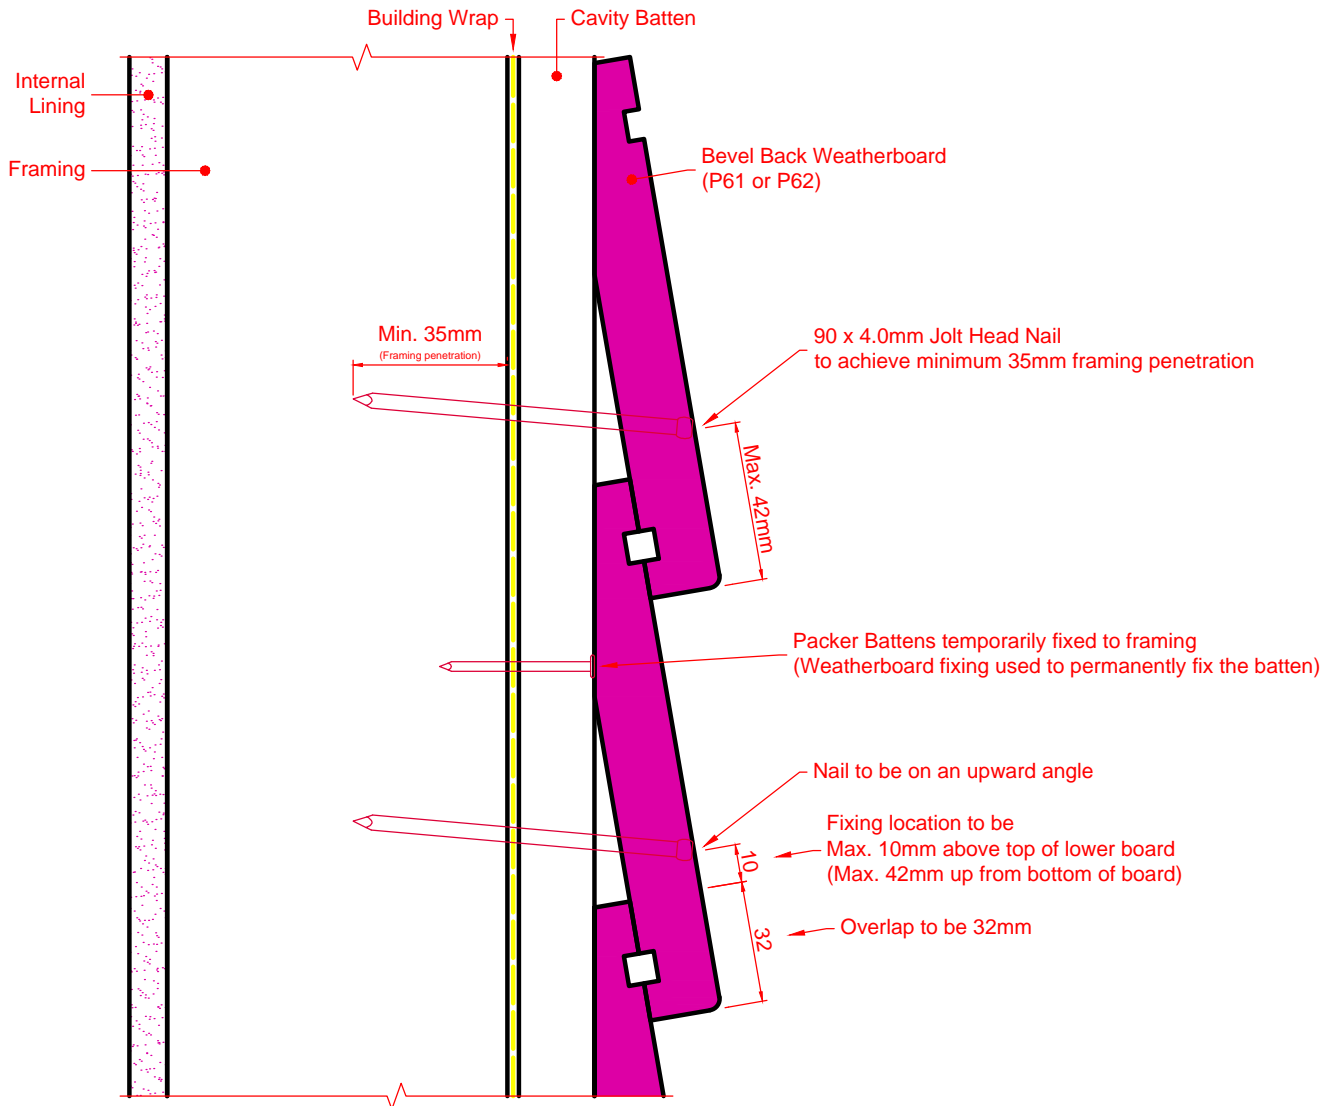 Building Wrap
Cavity Batten
Internal
Lining
Framing
Bevel Back Weatherboard
(P61 or P62)
Min. 35mm
(Framing penetration)
90 x 4.0mm Jolt Head Nail
to achieve minimum 35mm framing penetration
Max. 42mm
Packer Battens temporarily fixed to framing
(Weatherboard fixing used to permanently fix the batten)
Nail to be on an upward angle
Fixing location to be
Max. 10mm above top of lower board
(Max. 42mm up from bottom of board)
10
Overlap to be 32mm
32